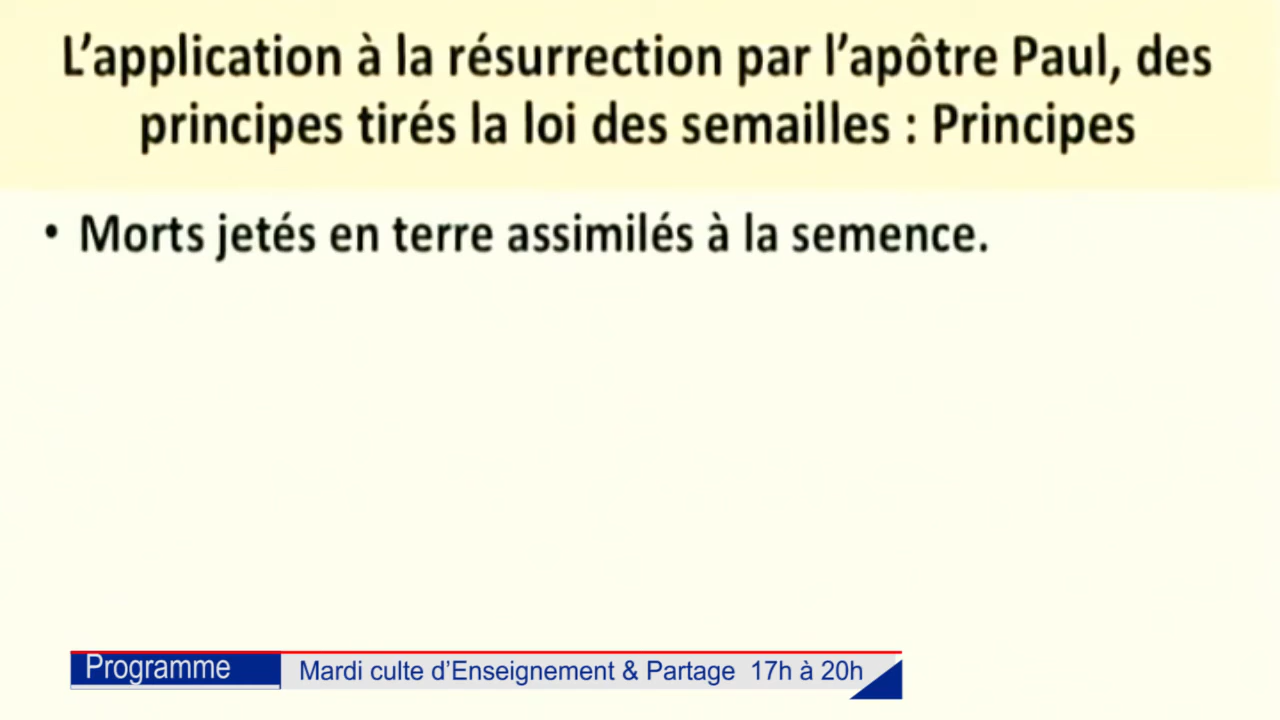 L’application à la résurrection par l’apôtre Paul, des
principes tirés la loi des semailles : Principes
• Morts jetés en terre assimilés à la semence.
Programme
Mardi culte d’Enseignement & Partage 17h à 20h